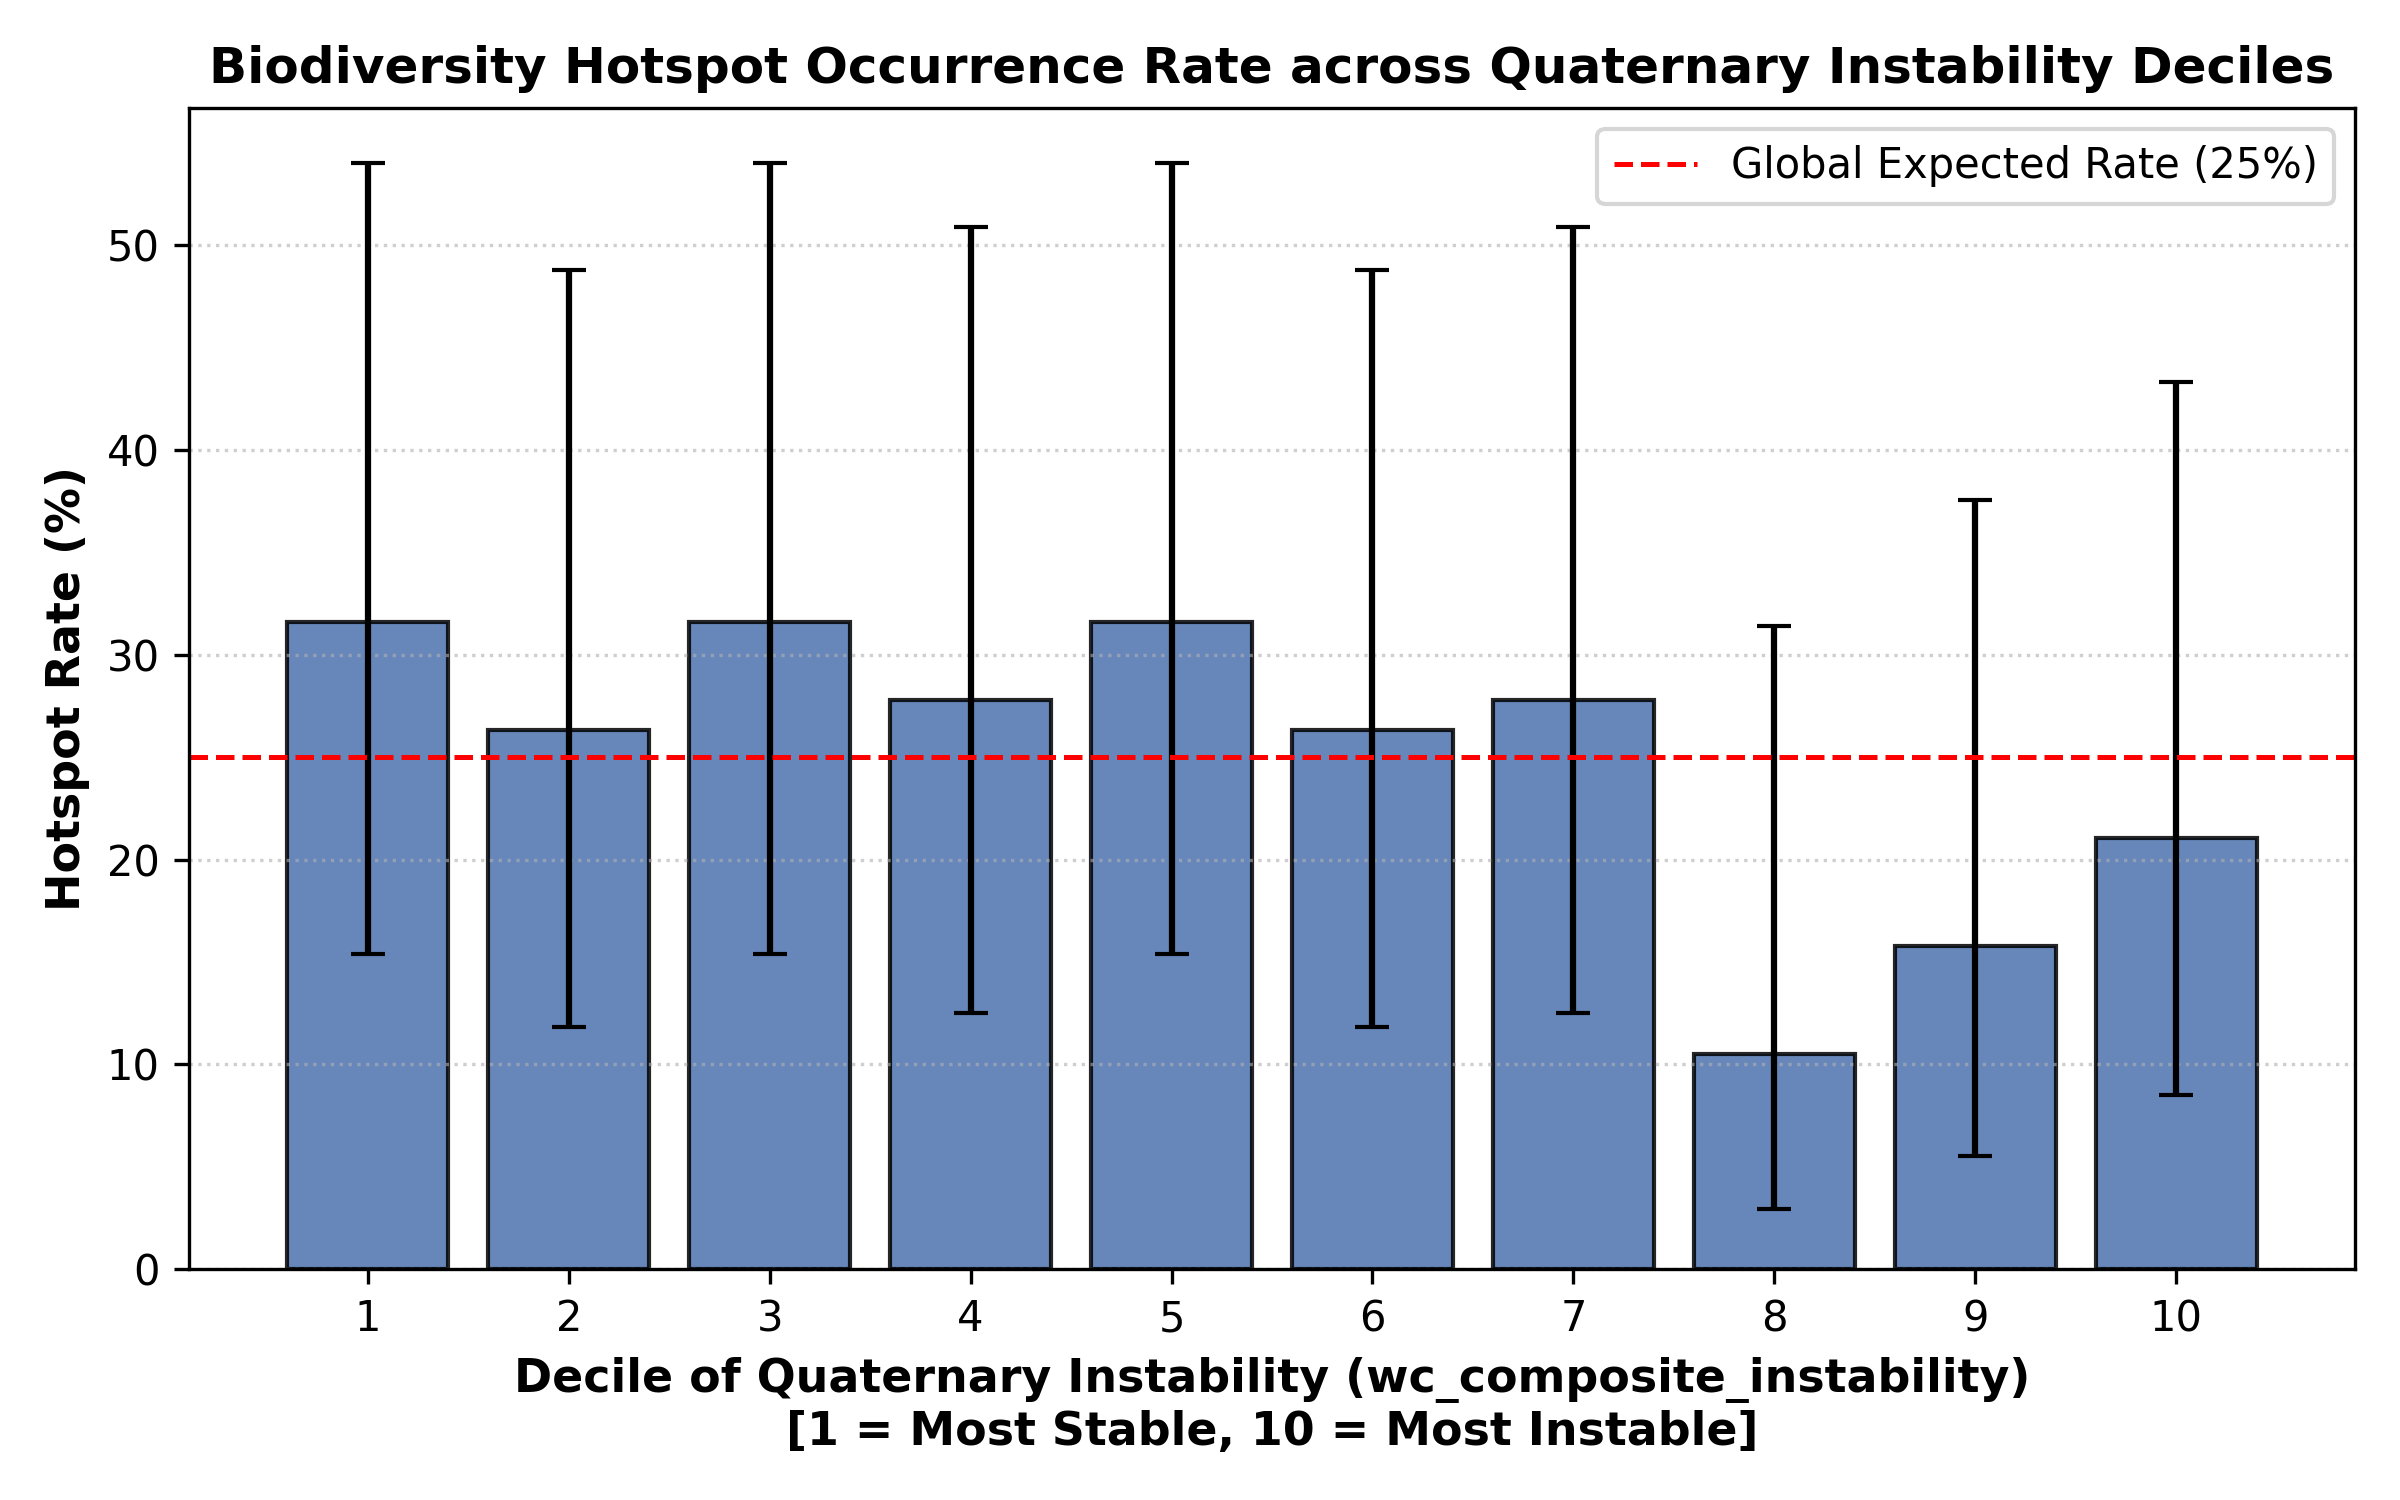 Biodiversity Hotspot Occurrence Rate across Quaternary Instability Deciles
Global Expected Rate (25%)
Hotspot Rate (%)
50
40
30
20
10
0
1 2 3 4 5 6 7 8 9 10
Decile of Quaternary Instability (wc_composite_instability)
[1 = Most Stable, 10 = Most Instable]